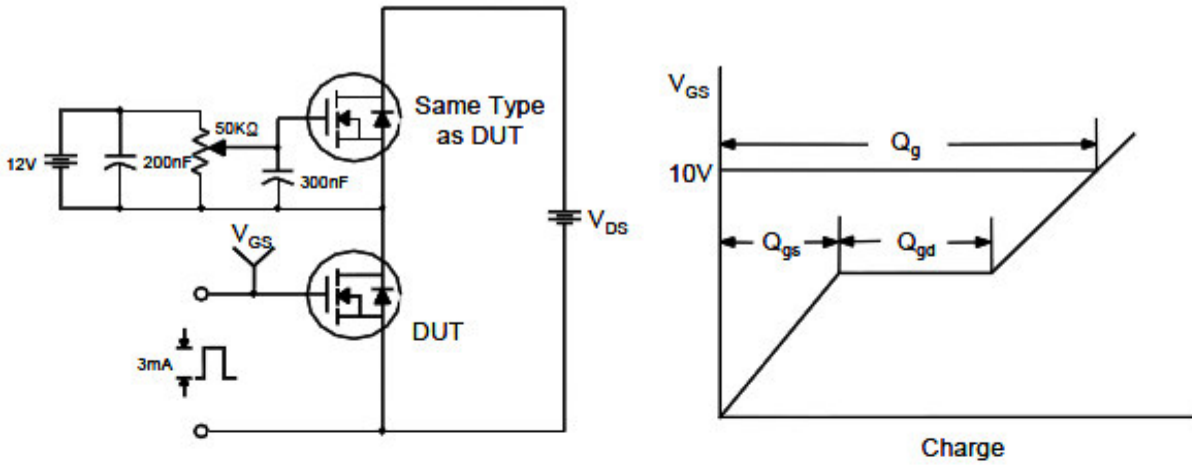 Same Type
as DUT
50KΩ
12V
200nF
300nF
VGS
VDS
DUT
3mA
VGS
Qg
10V
Qgs
Qgd
Charge